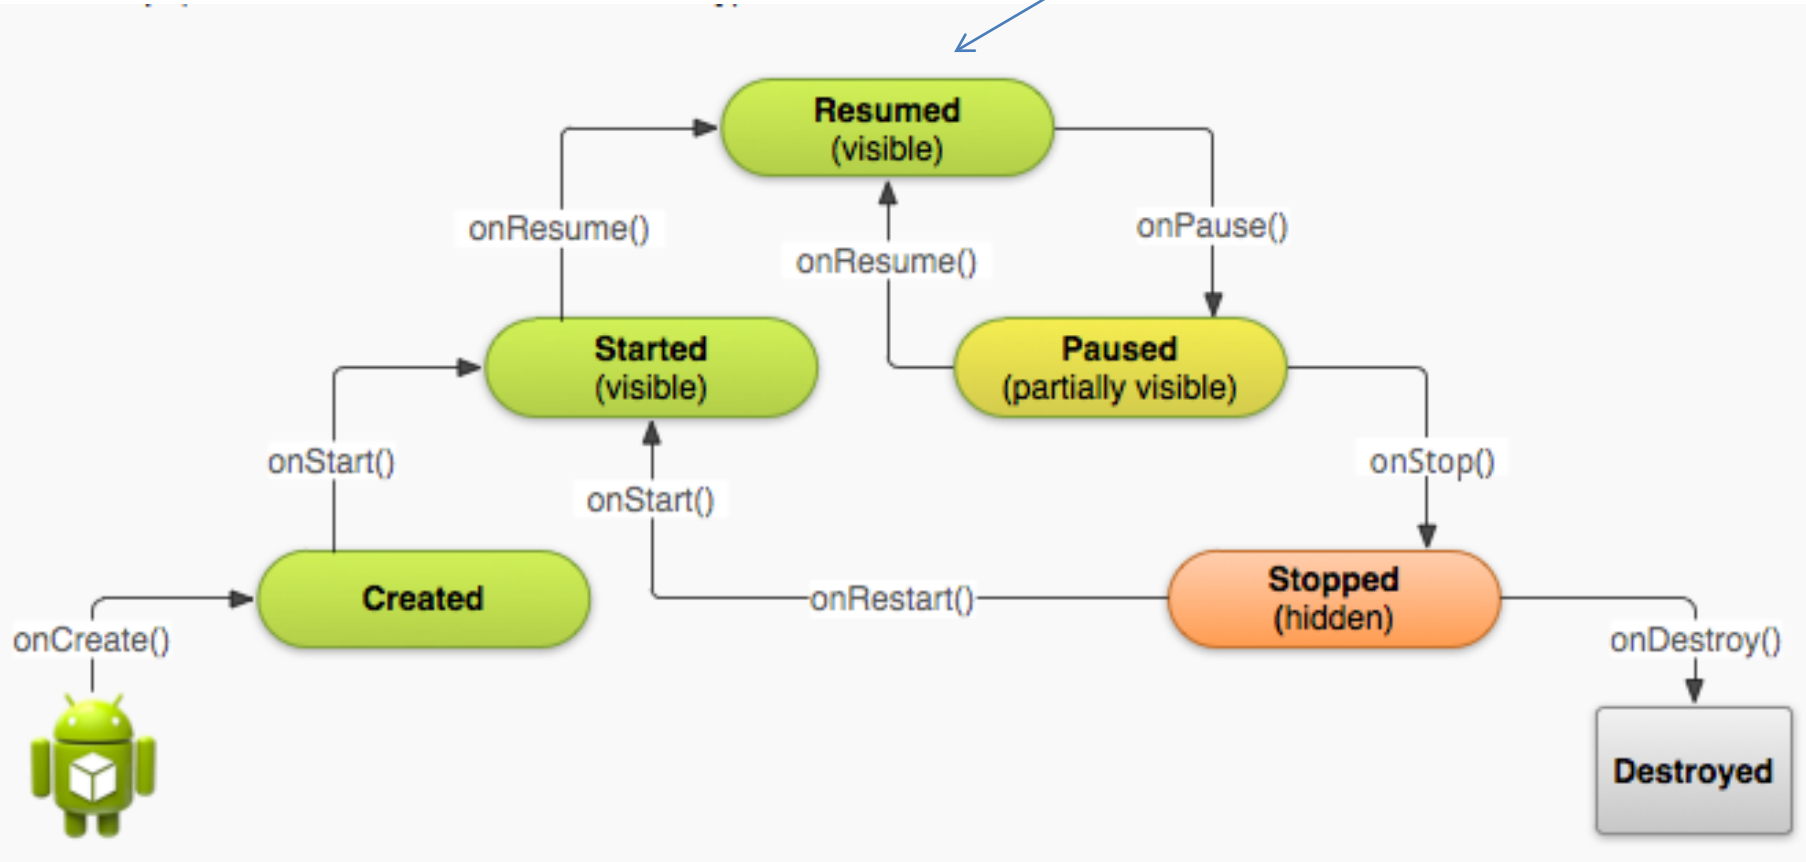 Resumed
(visible)
onResume()
onPause()
onResume()
Started
(visible)
Paused
(partially visible)
onStart()
onStop()
onStart()
Created
onRestart()
Stopped
(hidden)
onCreate()
onDestroy()
Destroyed